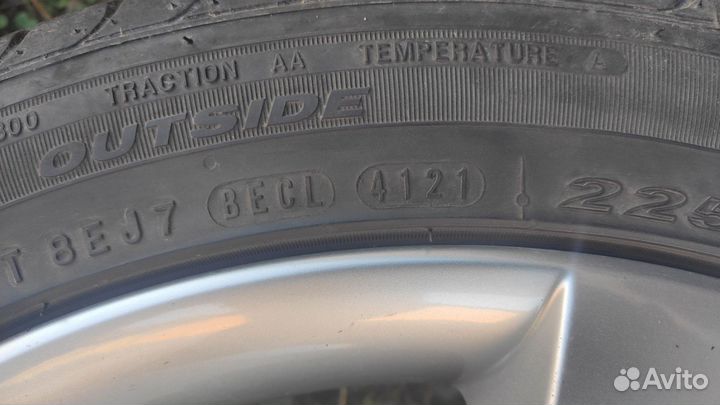 300 TRACTION AA TEMPERATURE A
OUTSIDE
T 8EJ7 BECL 4121 225
Avito